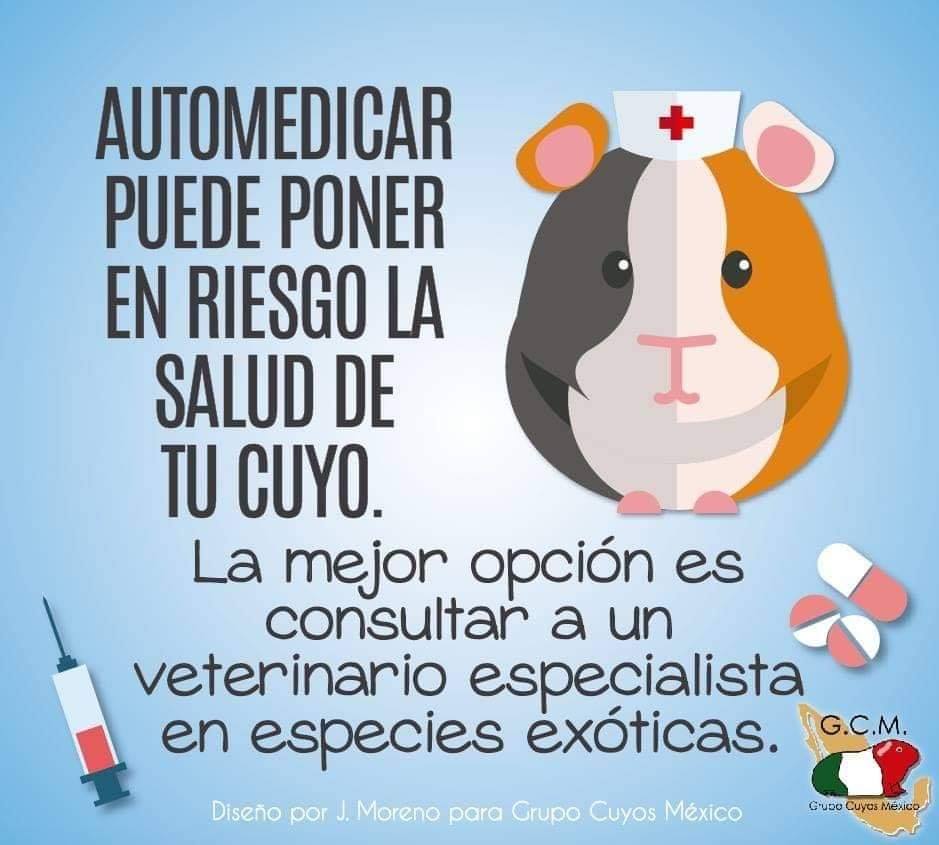 AUTOMEDICAR
PUEDE PONER
EN RIESGO LA
SALUD DE
TU CUYO.
La mejor opción es
consultar a un
veterinario especialista
en especies exóticas.
G.C.M.
Grupo Cuyos México
Diseño por J. Moreno para Grupo Cuyos México